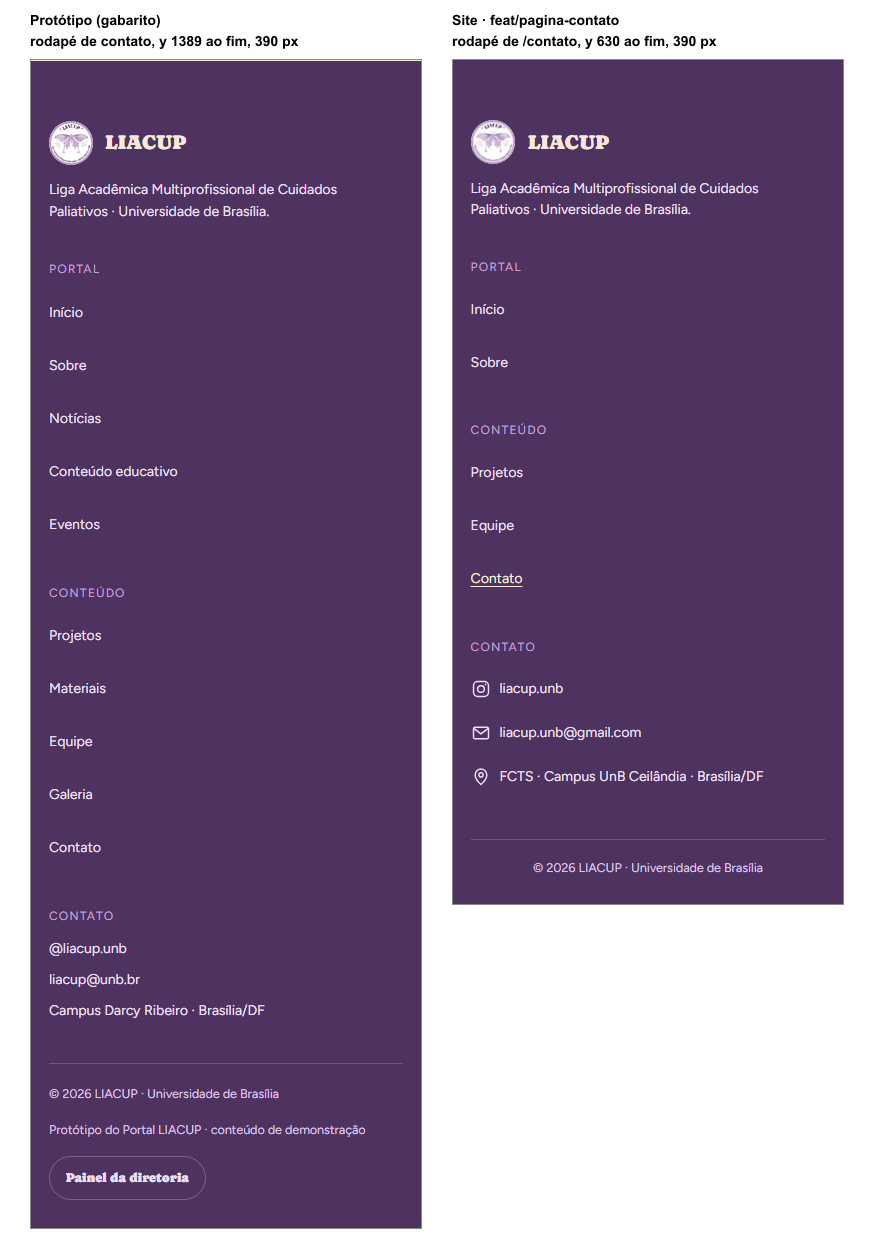 Protótipo (gabarito)
rodapé de contato, y 1389 ao fim, 390 px
LIACUP
LIACUP
Liga Acadêmica Multiprofissional de Cuidados
Paliativos · Universidade de Brasília.
PORTAL
Início
Sobre
Notícias
Conteúdo educativo
Eventos
CONTEÚDO
Projetos
Materiais
Equipe
Galeria
Contato
CONTATO
@liacup.unb
liacup@unb.br
Campus Darcy Ribeiro · Brasília/DF
© 2026 LIACUP · Universidade de Brasília
Protótipo do Portal LIACUP · conteúdo de demonstração
Painel da diretoria
Site · feat/pagina-contato
rodapé de /contato, y 630 ao fim, 390 px
LIACUP
LIACUP
Liga Acadêmica Multiprofissional de Cuidados
Paliativos · Universidade de Brasília.
PORTAL
Início
Sobre
CONTEÚDO
Projetos
Equipe
Contato
CONTATO
liacup.unb
liacup.unb@gmail.com
FCTS · Campus UnB Ceilândia · Brasília/DF
© 2026 LIACUP · Universidade de Brasília